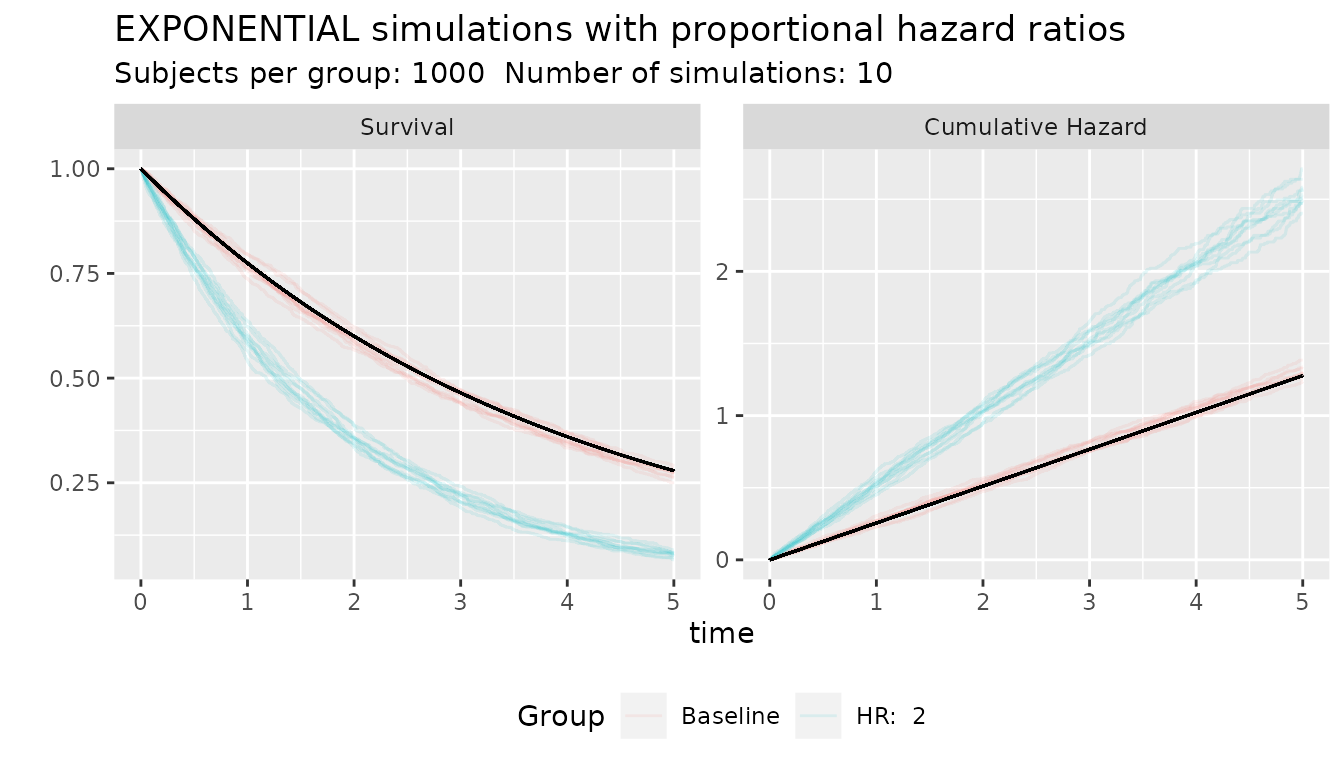 EXPONENTIAL simulations with proportional hazard ratios
Subjects per group: 1000  Number of simulations: 10
Survival
Cumulative Hazard
1.00
0.75
0.50
0.25
2
1
0
0 1 2 3 4 5
0 1 2 3 4 5
time
Group Baseline HR:  2